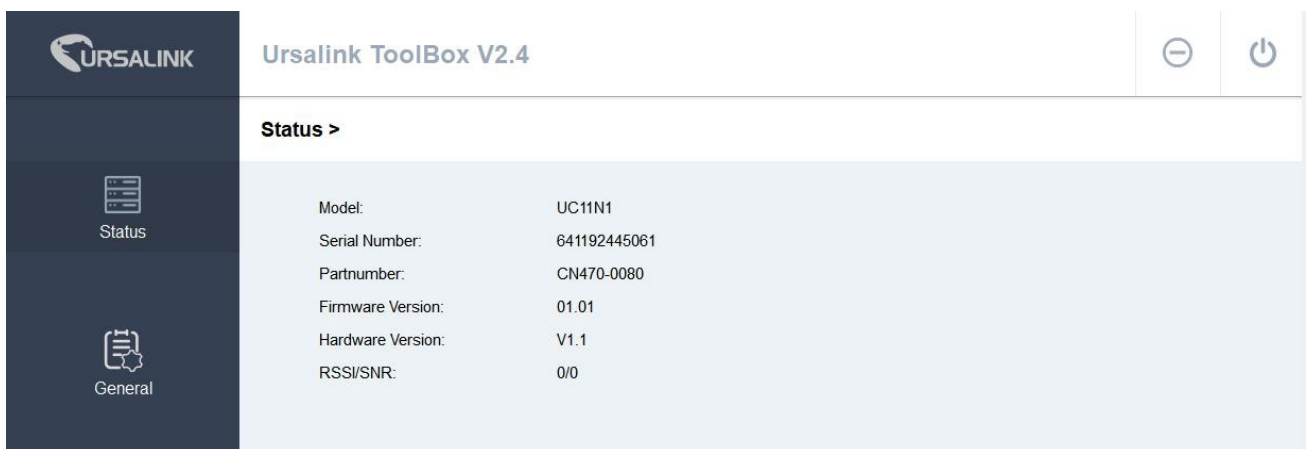 URSALINK
Ursalink ToolBox V2.4
Status >
Status
General
Model: UC11N1
Serial Number: 641192445061
Partnumber: CN470-0080
Firmware Version: 01.01
Hardware Version: V1.1
RSSI/SNR: 0/0